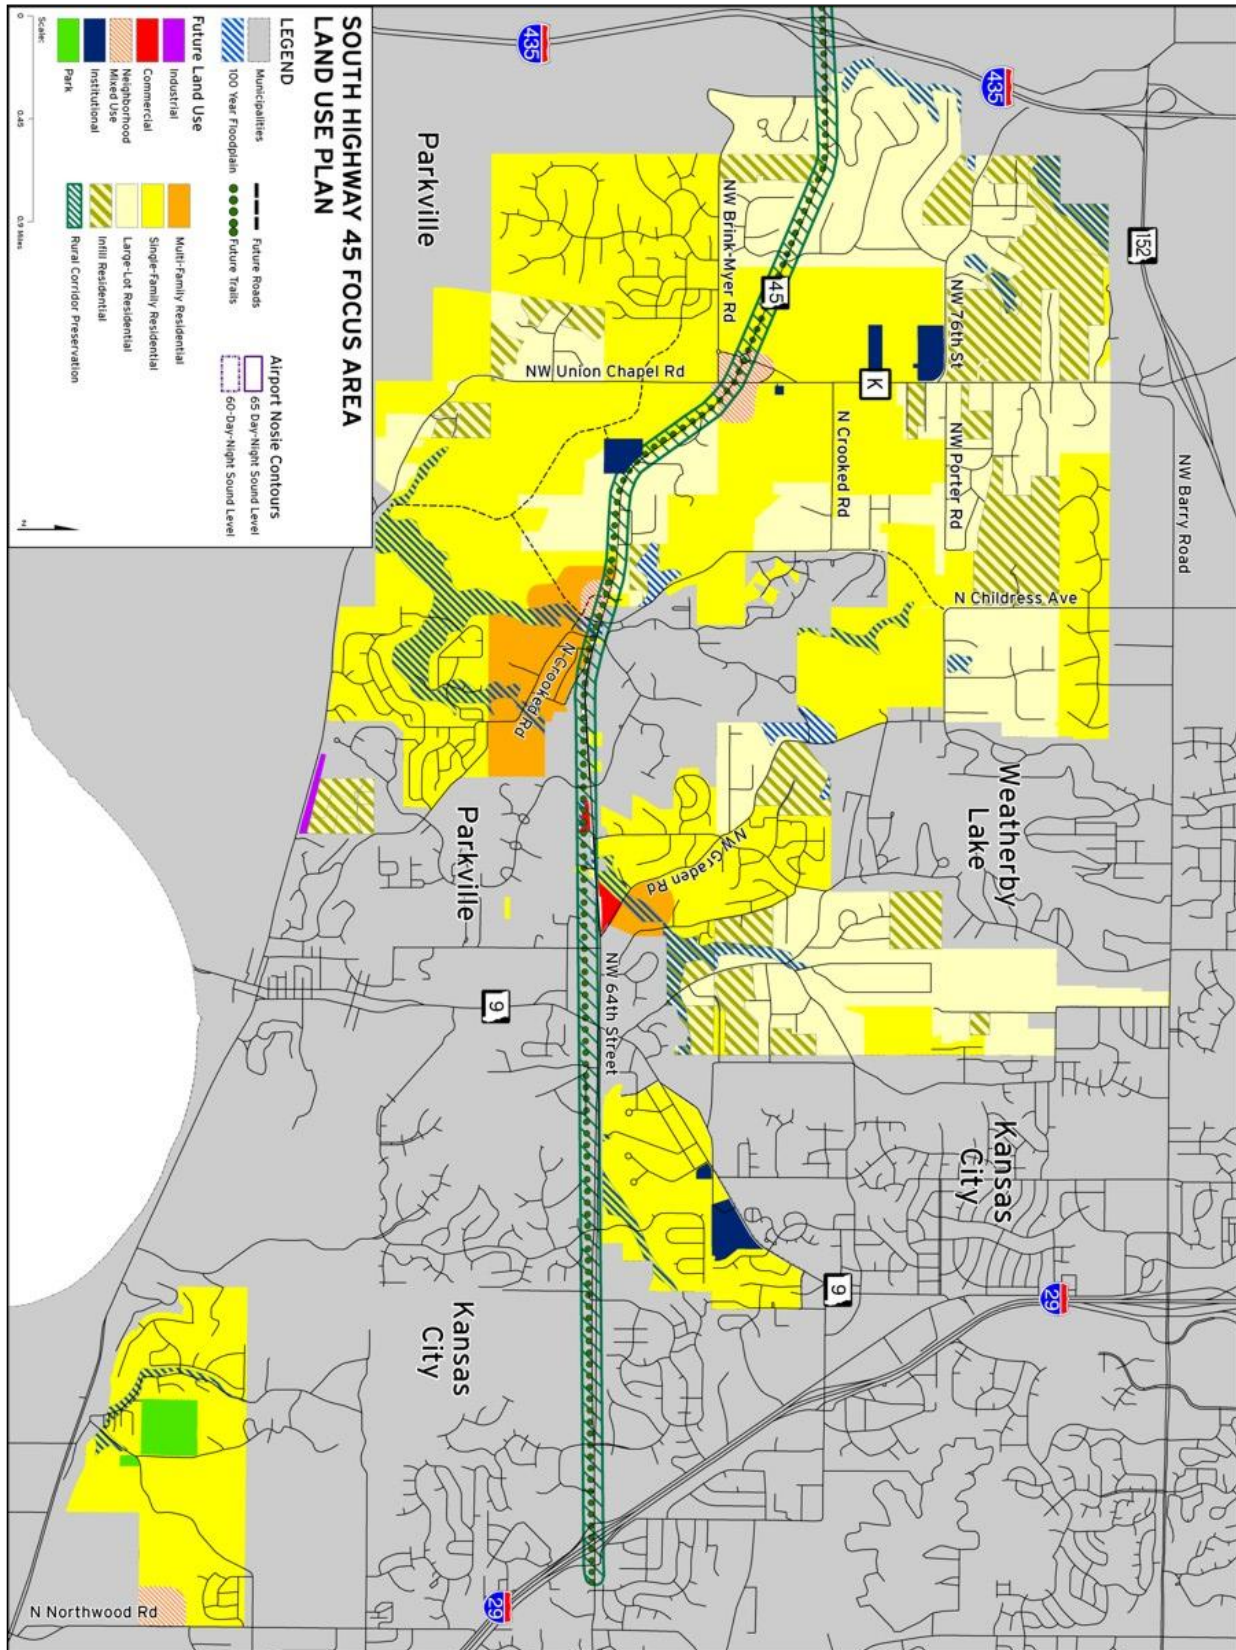 SOUTH HIGHWAY 45 FOCUS AREA
LAND USE PLAN
LEGEND
Municipalities
100 Year Floodplain
Future Roads
Future Trails
Airport Nosie Contours
65 Day-Night Sound Level
60-Day-Night Sound Level
Future Land Use
Industrial
Commercial
Neighborhood
Mixed Use
Institutional
Park
Multi-Family Residential
Single-Family Residential
Large-Lot Residential
Infill Residential
Rural Corridor Preservation
Scale:
0
0.45
0.9 Miles
N
435
435
152
NW Barry Road
NW 76th St
NW Brink-Myer Rd
45
K
NW Union Chapel Rd
N Crooked Rd
NW Porter Rd
N Childress Ave
Parkville
N Crooked Rd
Weatherby
Lake
NW Graden Rd
Parkville
NW 64th Street
9
Kansas
City
9
29
Kansas
City
29
N Northwood Rd